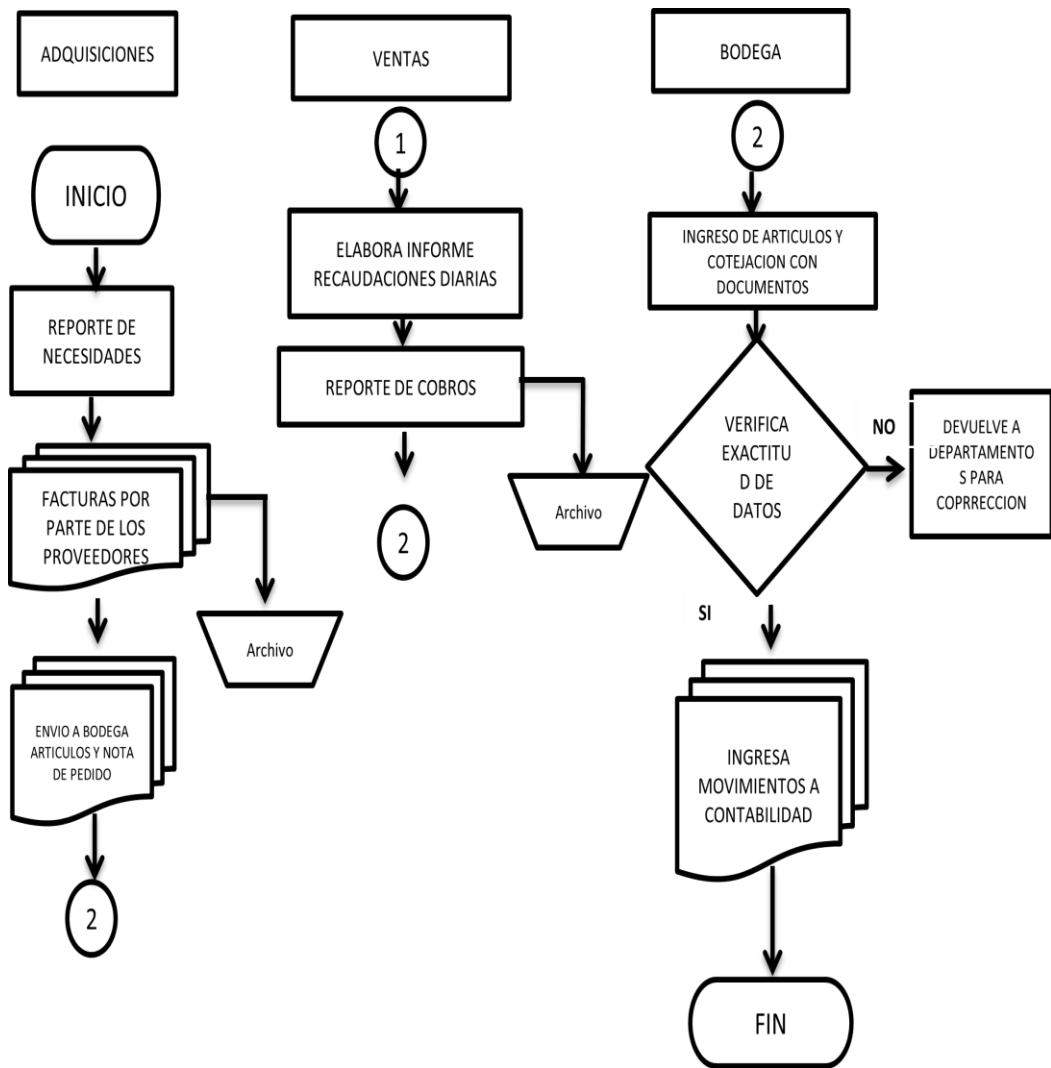 ADQUISICIONES
INICIO
REPORTE DE
NECESIDADES
FACTURAS POR
PARTE DE LOS
PROVEEDORES
Archivo
ENVIO A BODEGA
ARTICULOS Y NOTA
DE PEDIDO
2
VENTAS
1
ELABORA INFORME
RECAUDACIONES DIARIAS
REPORTE DE COBROS
Archivo
2
BODEGA
2
INGRESO DE ARTICULOS Y
COTEJACION CON
DOCUMENTOS
VERIFICA
EXACTITU
D DE
DATOS
NO
DEVUELVE A
DEPARTAMENTO
S PARA
COPRRECCION
SI
INGRESA
MOVIMIENTOS A
CONTABILIDAD
FIN